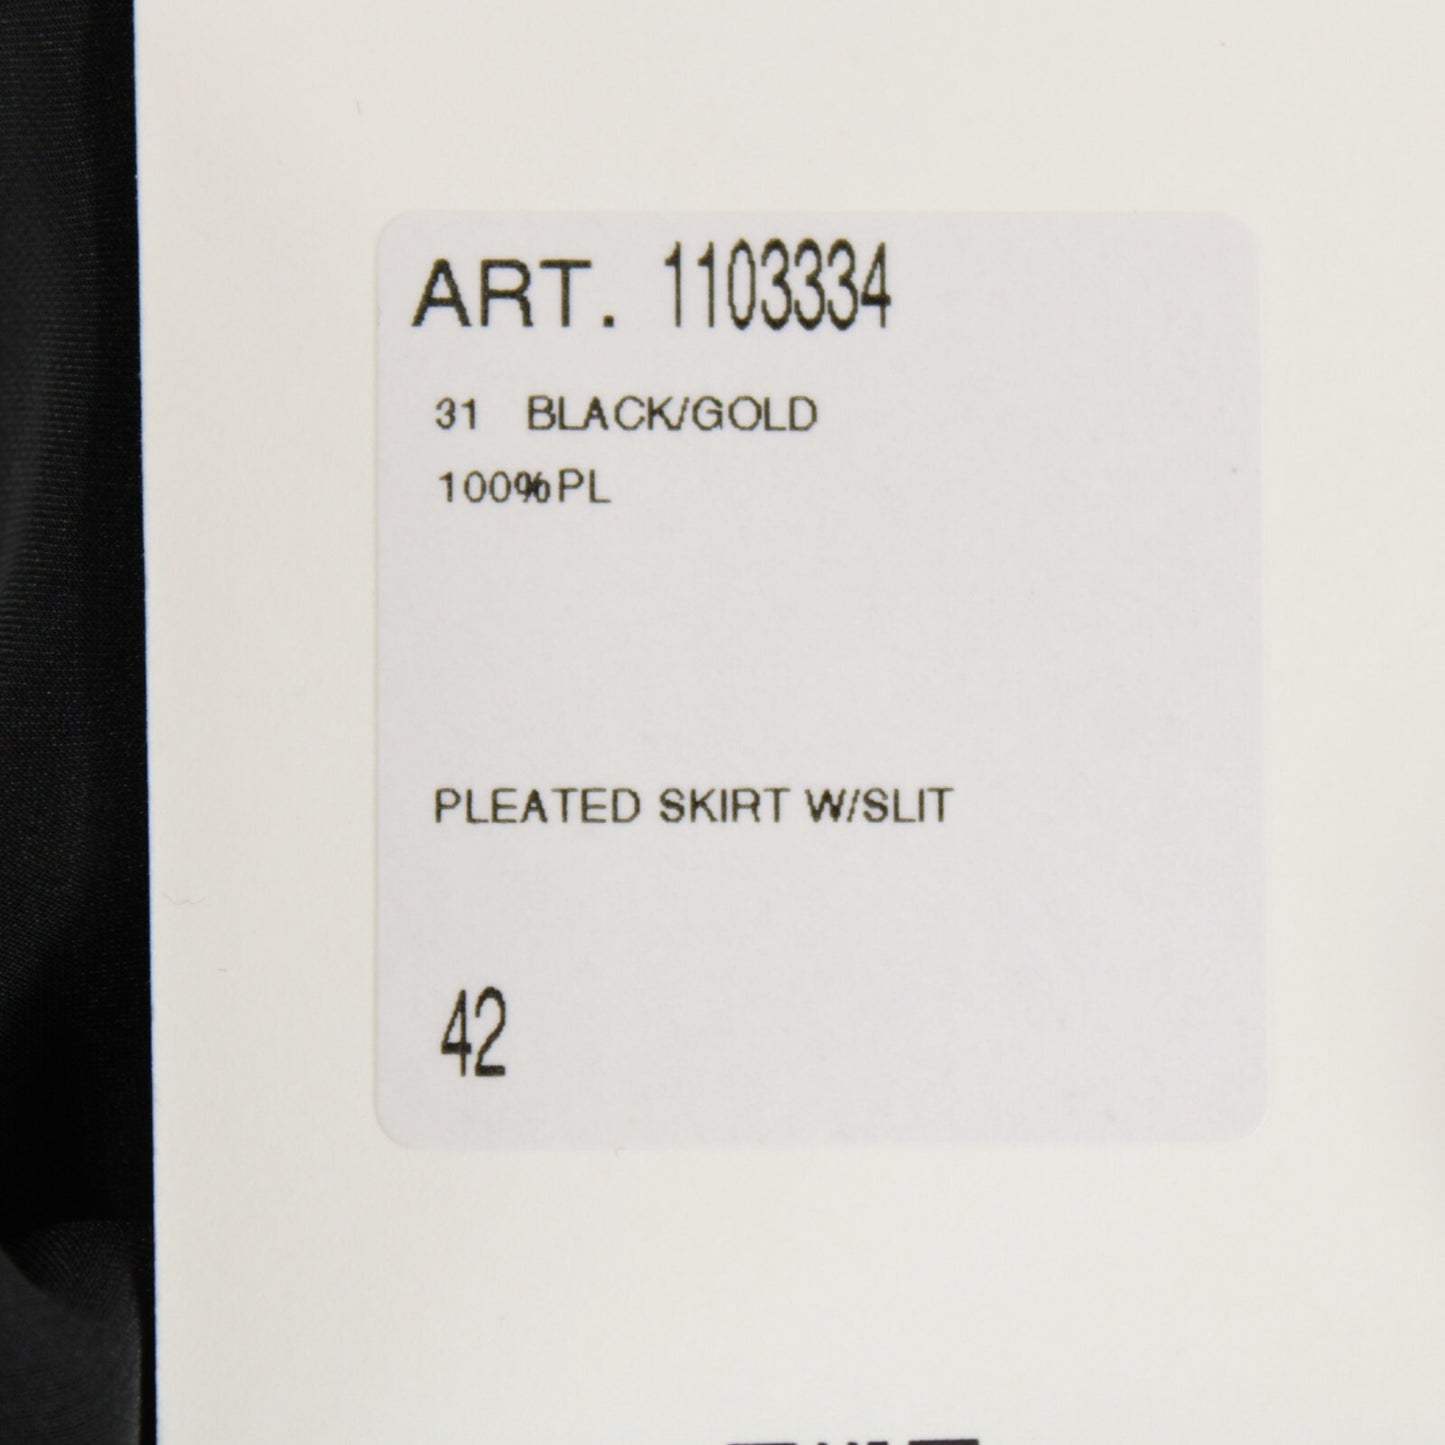 ART. 1103334
31 BLACK/GOLD
100%PL
PLEATED SKIRT W/SLIT
42